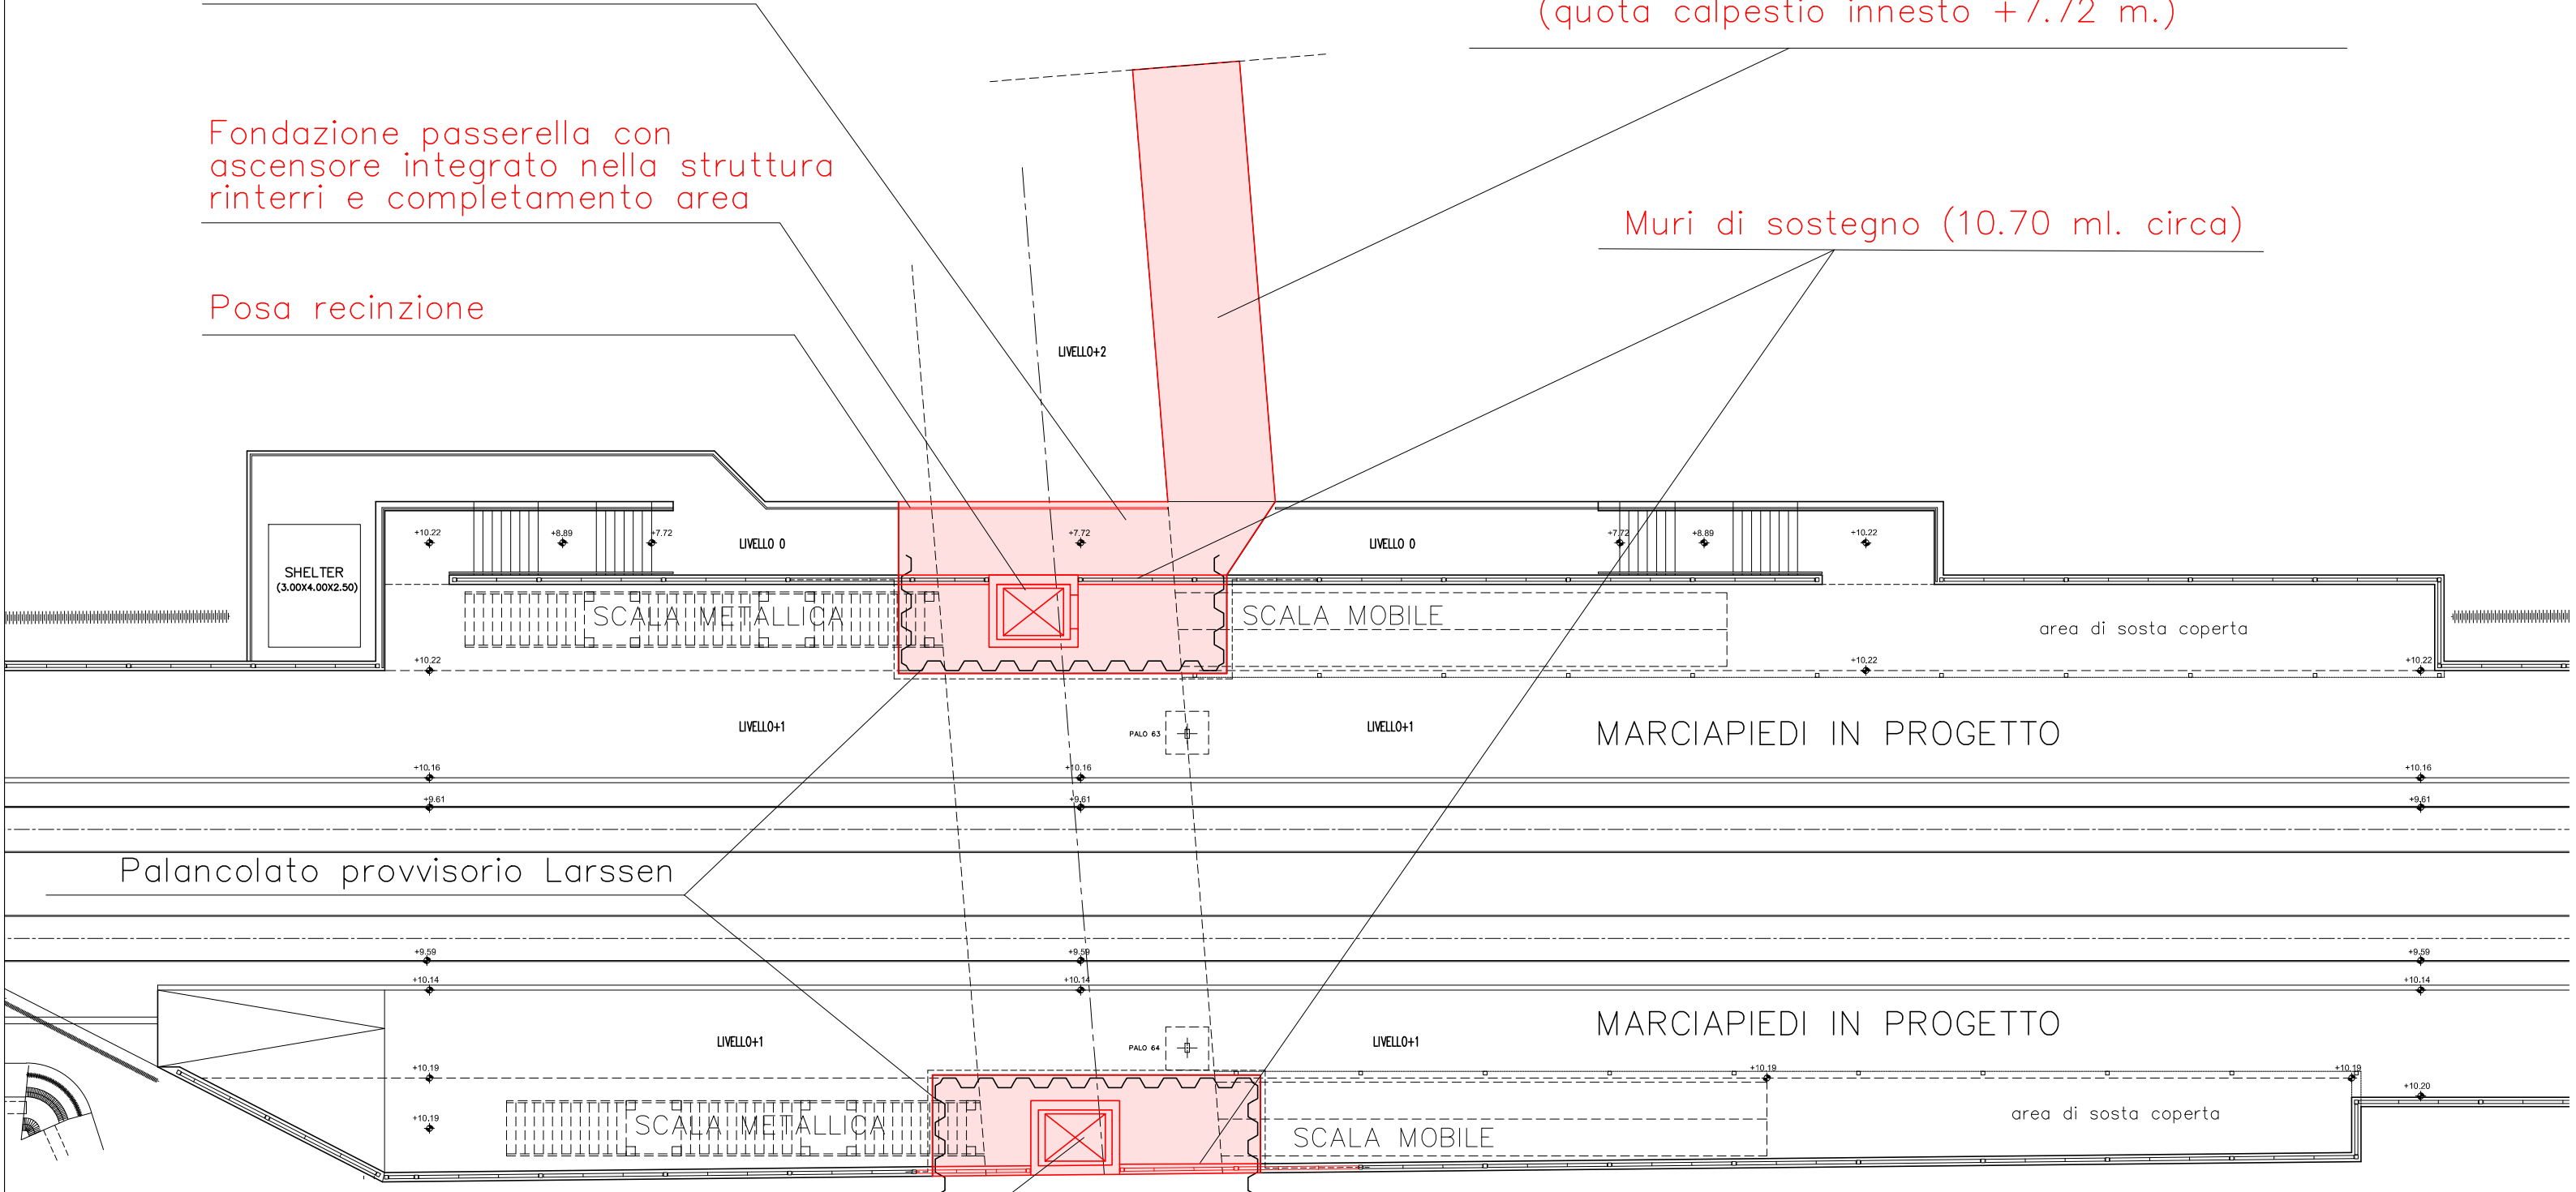 (quota calpestio innesto +7.72 m.)
Fondazione passerella con
ascensore integrato nella struttura
rinterri e completamento area
Muri di sostegno (10.70 ml. circa)
Posa recinzione
LIVELLO+2
+10.22
+8.89
+7.72
LIVELLO 0
+7.72
LIVELLO 0
+7.72
+8.89
+10.22
SHELTER
(3.00X4.00X2.50)
SCALA METALLICA
SCALA MOBILE
area di sosta coperta
+10.22
+10.22
+10.22
LIVELLO+1
PALO 63
LIVELLO+1
MARCIAPIEDI IN PROGETTO
+10.16
+10.16
+10.16
+9.61
+9.61
+9.61
Palancolato provvisorio Larssen
+9.59
+9.59
+9.59
+10.14
+10.14
+10.14
MARCIAPIEDI IN PROGETTO
LIVELLO+1
PALO 64
LIVELLO+1
+10.19
+10.19
+10.19
+10.20
+10.19
SCALA METALLICA
SCALA MOBILE
area di sosta coperta